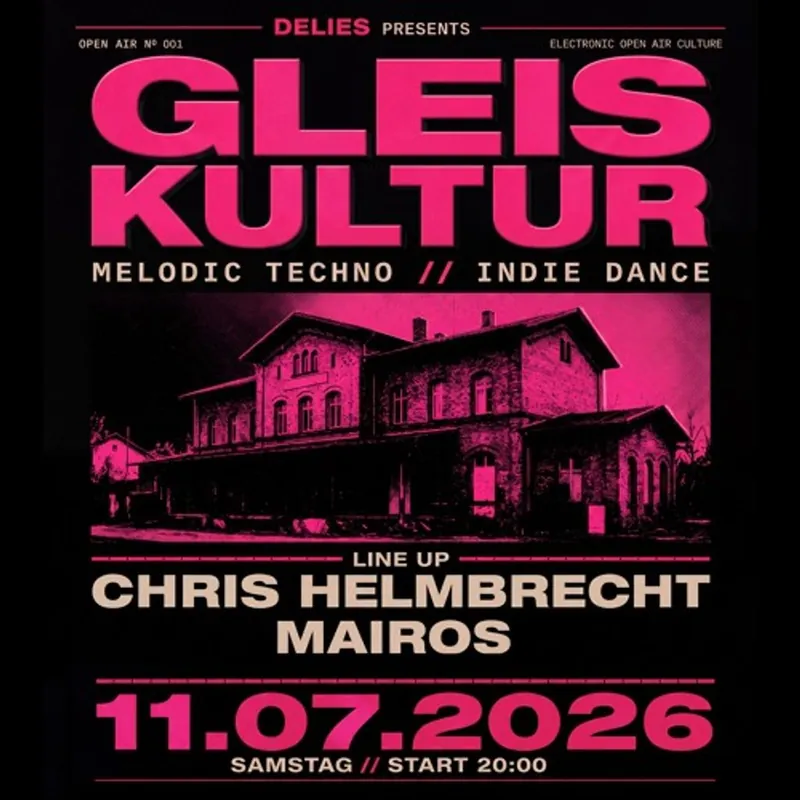 DELIES PRESENTS
OPEN AIR Nº 001
ELECTRONIC OPEN AIR CULTURE
GLEIS
KULTUR
MELODIC TECHNO // INDIE DANCE
LINE UP
CHRIS HELMBRECHT
MAIROS
11.07.2026
SAMSTAG // START 20:00